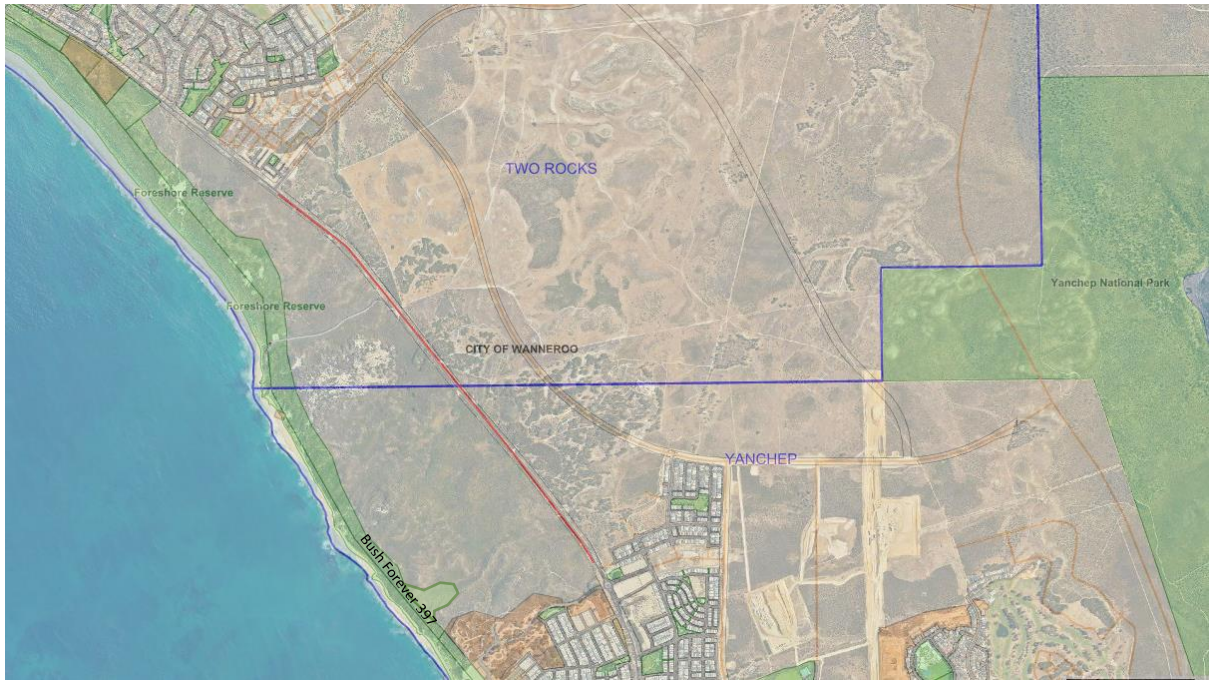 TWO ROCKS
Foreshore Reserve
Yanchep National Park
Foreshore Reserve
CITY OF WANNEROO
YANCHEP
Bush Forever 397